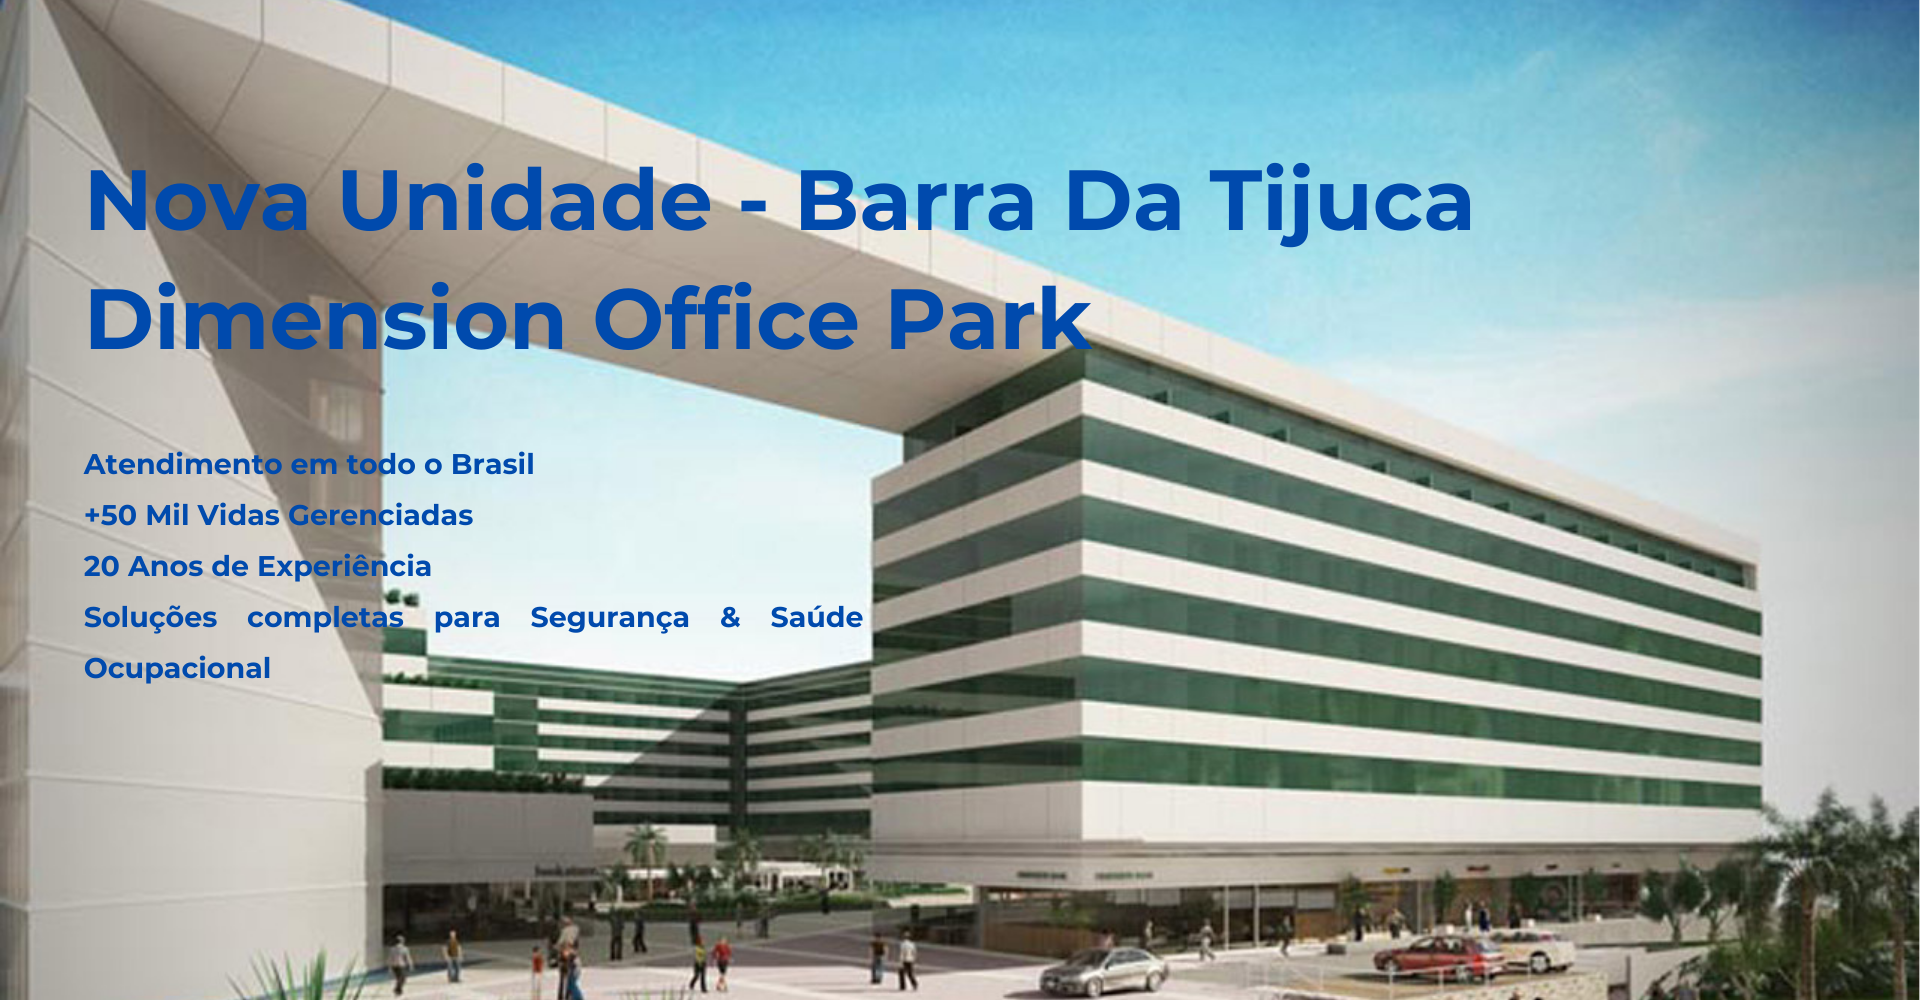 Nova Unidade - Barra Da Tijuca
Dimension Office Park
Atendimento em todo o Brasil
+50 Mil Vidas Gerenciadas
20 Anos de Experiência
Soluções completas para Segurança & Saúde
Ocupacional